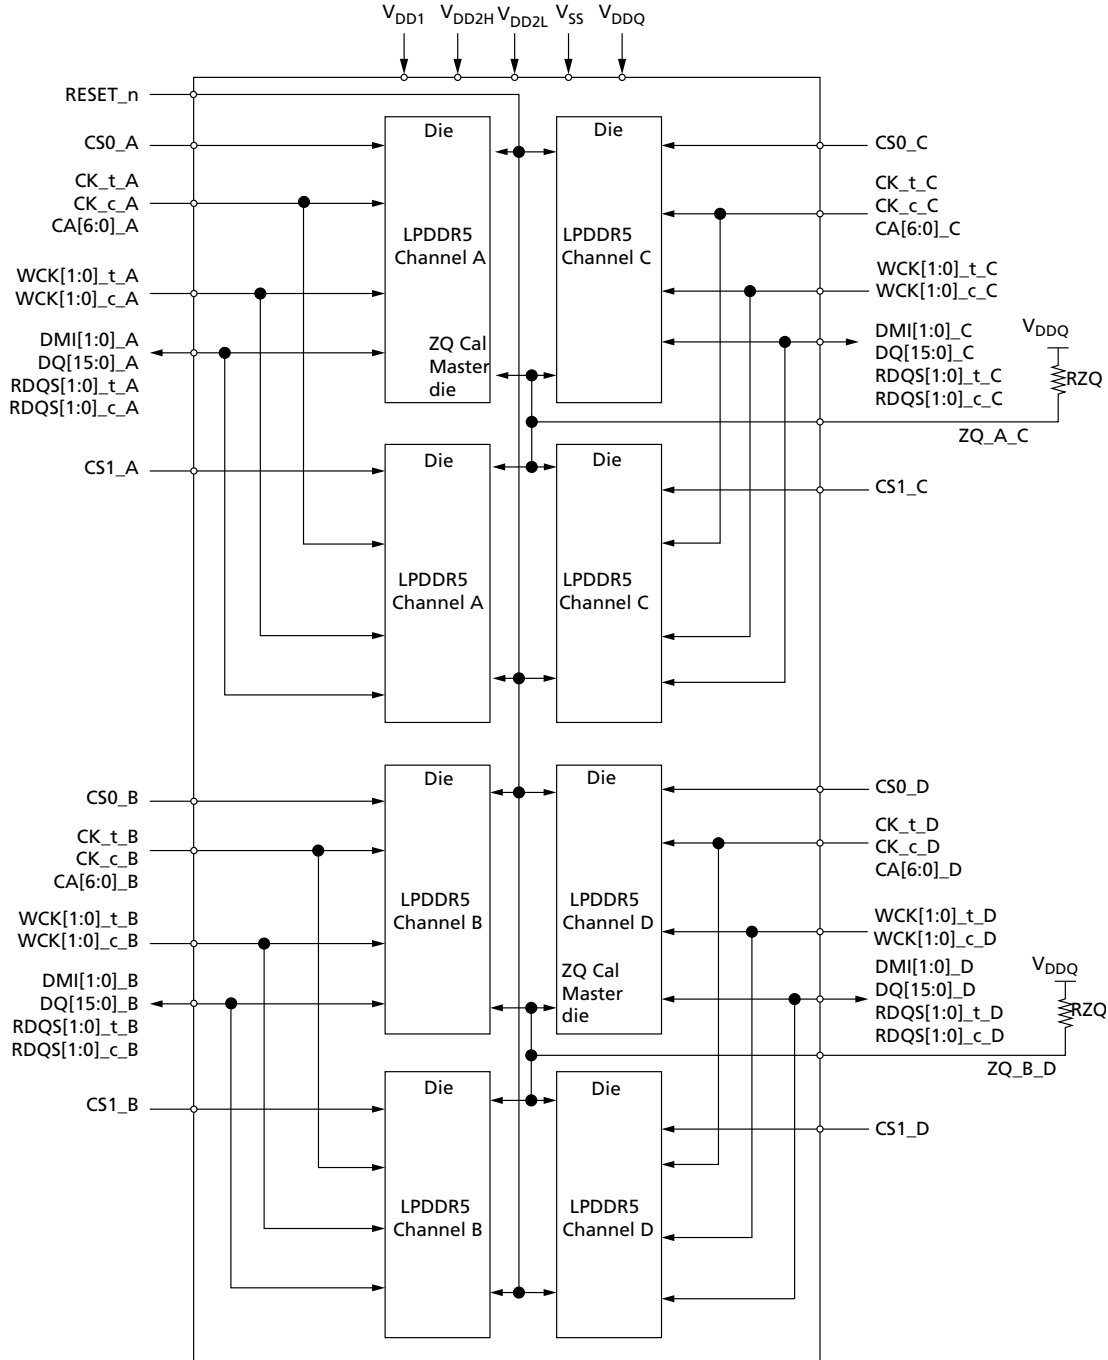 VDD1 VDD2H VDD2L VSS VDDQ
RESET_n
CS0_A
CK_t_A
CK_c_A
CA[6:0]_A
WCK[1:0]_t_A
WCK[1:0]_c_A
DMI[1:0]_A
DQ[15:0]_A
RDQS[1:0]_t_A
RDQS[1:0]_c_A
CS1_A
Die
LPDDR5
Channel A
ZQ Cal
Master
die
Die
LPDDR5
Channel C
CS0_C
CK_t_C
CK_c_C
CA[6:0]_C
WCK[1:0]_t_C
WCK[1:0]_c_C
DMI[1:0]_C
DQ[15:0]_C
RDQS[1:0]_t_C
RDQS[1:0]_c_C
VDDQ
RZQ
ZQ_A_C
CS1_C
Die
LPDDR5
Channel A
Die
LPDDR5
Channel C
CS0_B
CK_t_B
CK_c_B
CA[6:0]_B
WCK[1:0]_t_B
WCK[1:0]_c_B
DMI[1:0]_B
DQ[15:0]_B
RDQS[1:0]_t_B
RDQS[1:0]_c_B
CS1_B
Die
LPDDR5
Channel B
Die
LPDDR5
Channel D
ZQ Cal
Master
die
CS0_D
CK_t_D
CK_c_D
CA[6:0]_D
WCK[1:0]_t_D
WCK[1:0]_c_D
DMI[1:0]_D
DQ[15:0]_D
RDQS[1:0]_t_D
RDQS[1:0]_c_D
VDDQ
RZQ
ZQ_B_D
CS1_D
Die
LPDDR5
Channel B
Die
LPDDR5
Channel D